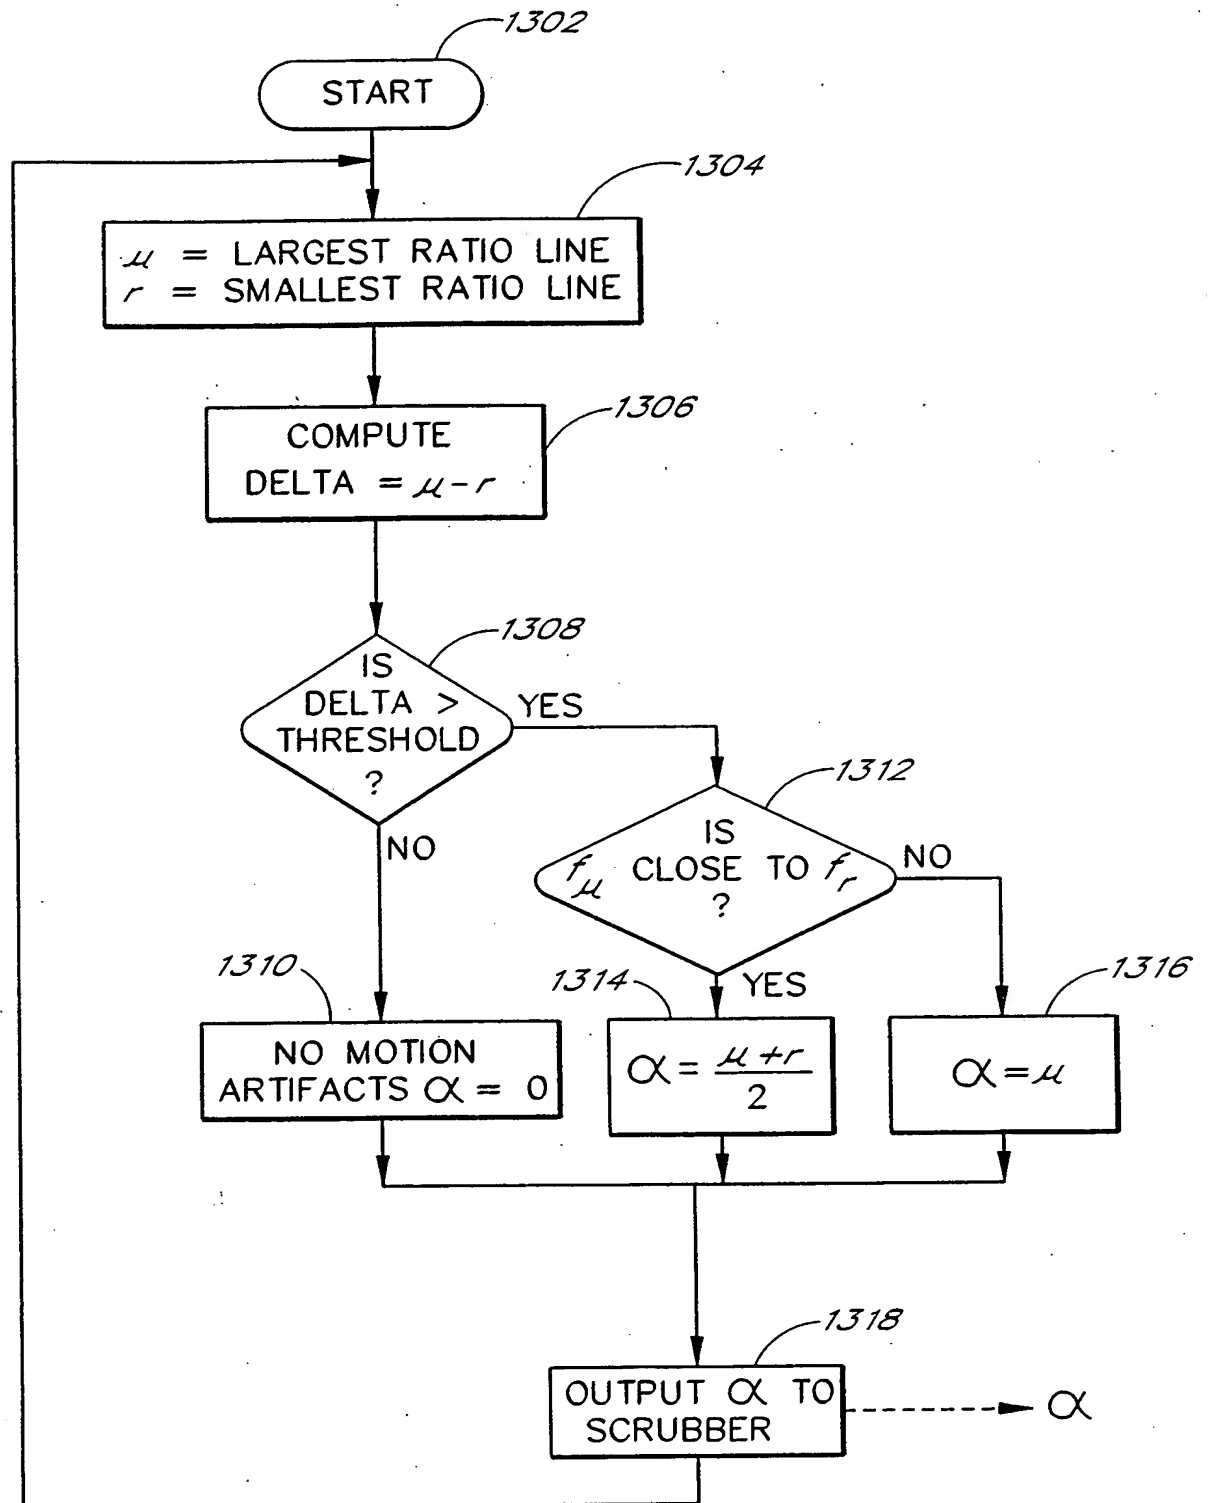 1302
START
1304
μ = LARGEST RATIO LINE
r = SMALLEST RATIO LINE
1306
COMPUTE
DELTA = μ-r
1308
IS
DELTA >
THRESHOLD
?
YES
NO
1312
IS
fμ CLOSE TO fr
?
NO
YES
1310
NO MOTION
ARTIFACTS α = 0
1314
α = μ+r
2
1316
α = μ
1318
OUTPUT α TO
SCRUBBER
α